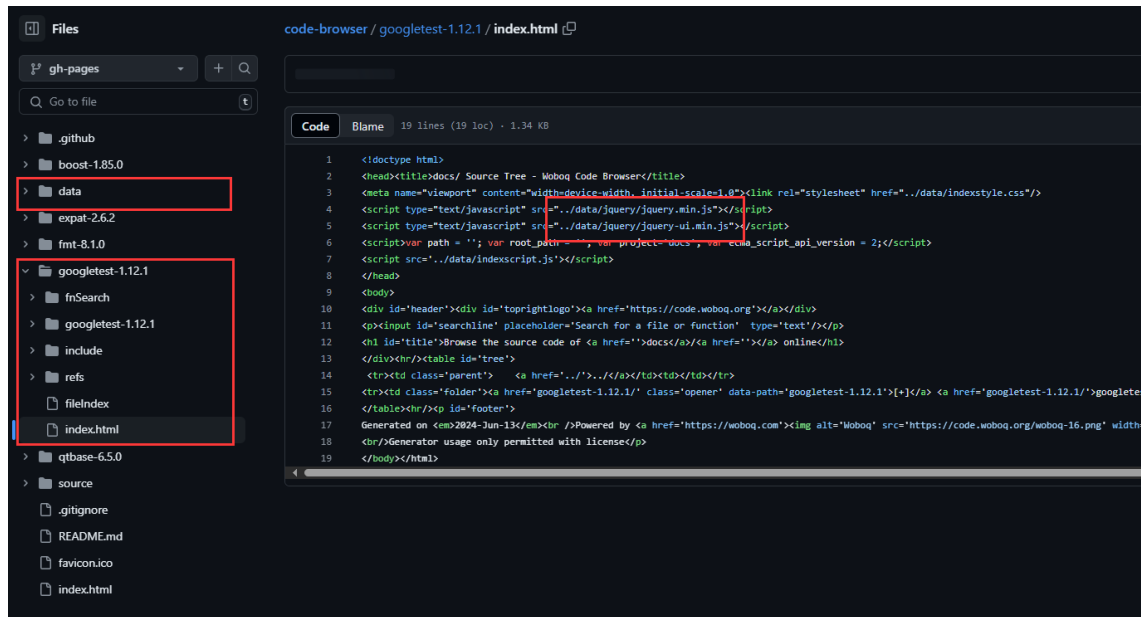 Files
code-browser / googletest-1.12.1 / index.html
gh-pages
Go to file
t
.github
boost-1.85.0
data
expat-2.6.2
fmt-8.1.0
googletest-1.12.1
fnSearch
googletest-1.12.1
include
refs
fileIndex
index.html
qtbase-6.5.0
source
.gitignore
README.md
favicon.ico
index.html
Code Blame 19 lines (19 loc) · 1.34 KB
1 <!doctype html>
2 <head><title>docs/ Source Tree - Woboq Code Browser</title>
3 <meta name="viewport" content="width=device-width, initial-scale=1.0"><link rel="stylesheet" href="../data/indexstyle.css"/>
4 <script type="text/javascript" src="../data/jquery/jquery.min.js"></script>
5 <script type="text/javascript" src="../data/jquery/jquery-ui.min.js"></script>
6 <script>var path = ''; var root_path = ''; var project='docs'; var ecma_script_api_version = 2;</script>
7 <script src='../data/indexscript.js'></script>
8 </head>
9 <body>
10 <div id='header'><div id='toprightlogo'><a href='https://code.woboq.org'></a></div>
11 <p><input id='searchline' placeholder='Search for a file or function' type='text'/></p>
12 <h1 id='title'>Browse the source code of <a href=''>docs</a>/<a href=''></a> online</h1>
13 </div><hr/><table id='tree'>
14 <tr><td class='parent'> <a href='../'>../</a></td><td></td></tr>
15 <tr><td class='folder'><a href='googletest-1.12.1/' class='opener' data-path='googletest-1.12.1'>[+]</a> <a href='googletest-1.12.1/'>googletes
16 </table><hr/><p id='footer'>
17 Generated on <em>2024-Jun-13</em><br />Powered by <a href='https://woboq.com'><img alt='Woboq' src='https://code.woboq.org/woboq-16.png' width=
18 <br/>Generator usage only permitted with license</p>
19 </body></html>